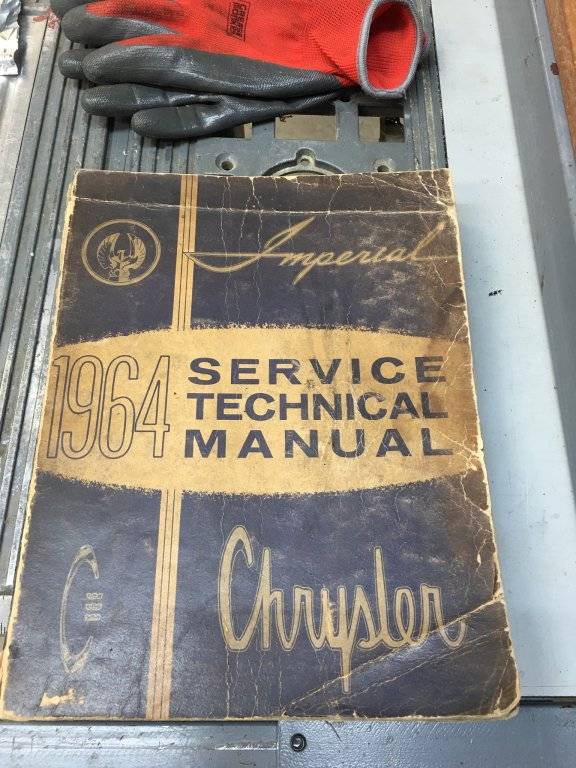 Imperial
1964
SERVICE
TECHNICAL
MANUAL
C
Chrysler